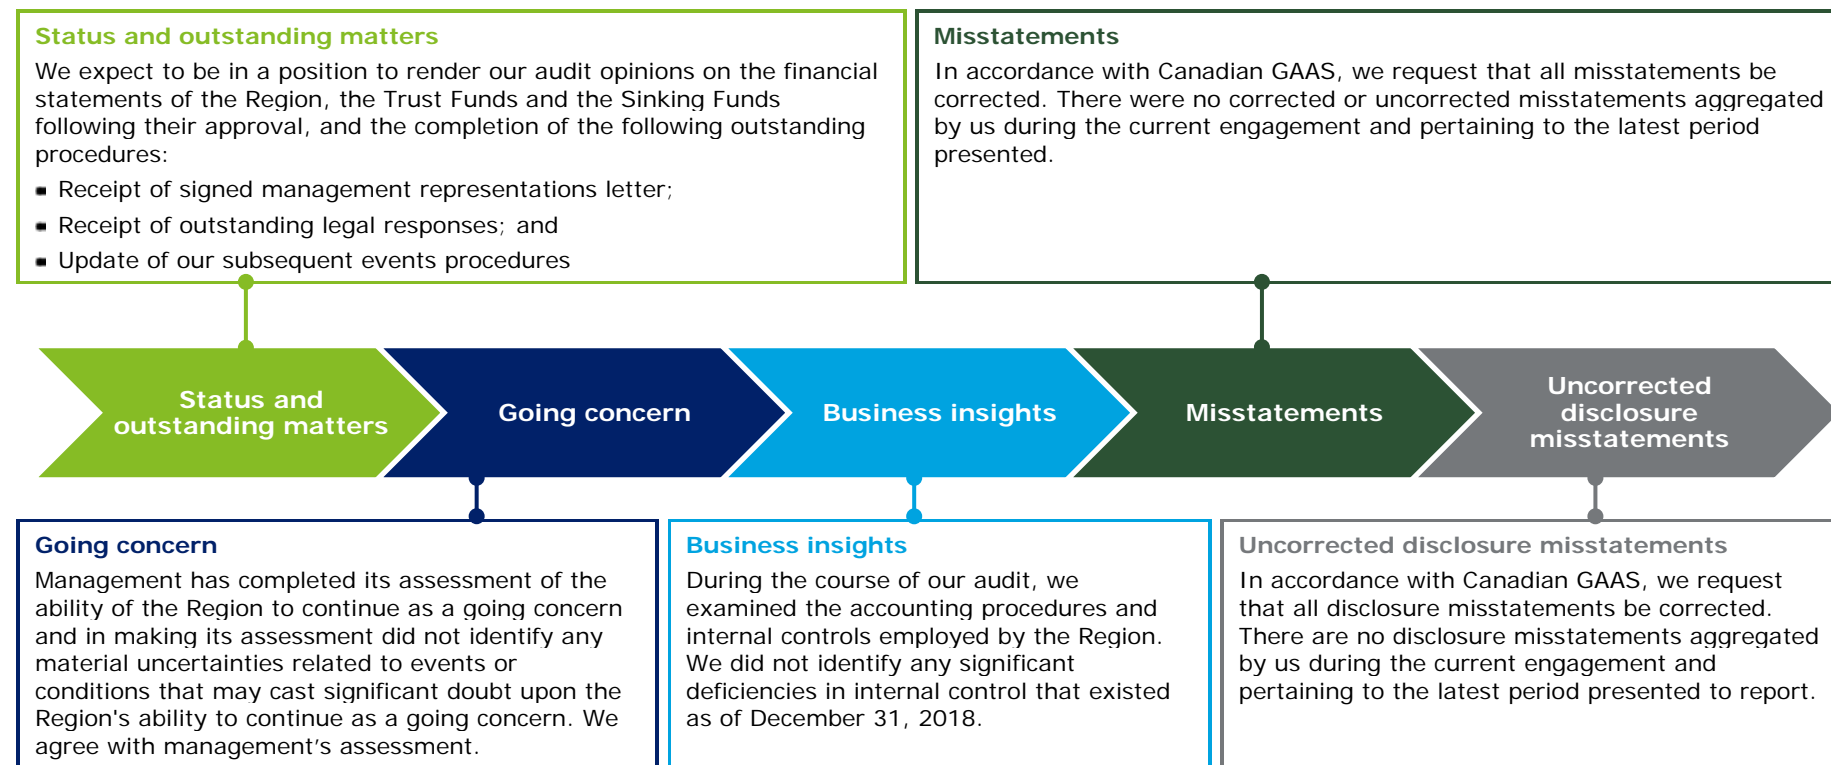 Status and outstanding matters
We expect to be in a position to render our audit opinions on the financial
statements of the Region, the Trust Funds and the Sinking Funds
following their approval, and the completion of the following outstanding
procedures:
▪ Receipt of signed management representations letter;
▪ Receipt of outstanding legal responses; and
▪ Update of our subsequent events procedures
Misstatements
In accordance with Canadian GAAS, we request that all misstatements be
corrected. There were no corrected or uncorrected misstatements aggregated
by us during the current engagement and pertaining to the latest period
presented.
Status and
outstanding matters
Going concern
Business insights
Misstatements
Uncorrected
disclosure
misstatements
Going concern
Management has completed its assessment of the
ability of the Region to continue as a going concern
and in making its assessment did not identify any
material uncertainties related to events or
conditions that may cast significant doubt upon the
Region's ability to continue as a going concern. We
agree with management’s assessment.
Business insights
During the course of our audit, we
examined the accounting procedures and
internal controls employed by the Region.
We did not identify any significant
deficiencies in internal control that existed
as of December 31, 2018.
Uncorrected disclosure misstatements
In accordance with Canadian GAAS, we request
that all disclosure misstatements be corrected.
There are no disclosure misstatements aggregated
by us during the current engagement and
pertaining to the latest period presented to report.